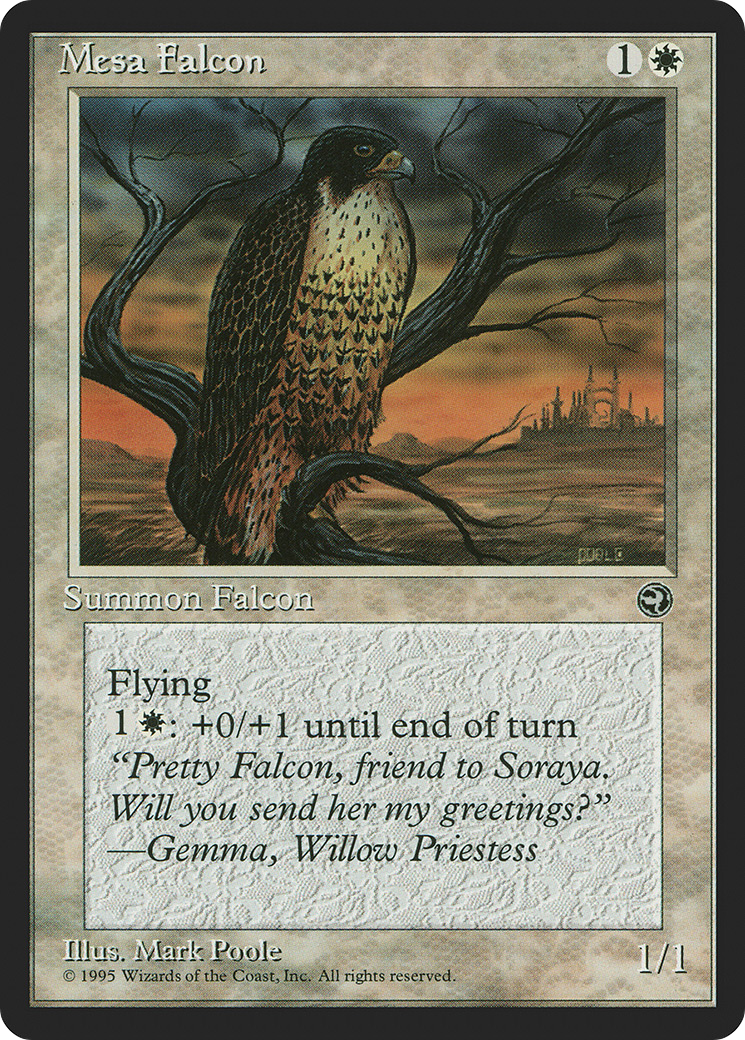 Mesa Falcon 1
POOLE
Summon Falcon
Flying
1 : +0/+1 until end of turn
“Pretty Falcon, friend to Soraya.
Will you send her my greetings?”
—Gemma, Willow Priestess
Illus. Mark Poole
1/1
© 1995 Wizards of the Coast, Inc. All rights reserved.